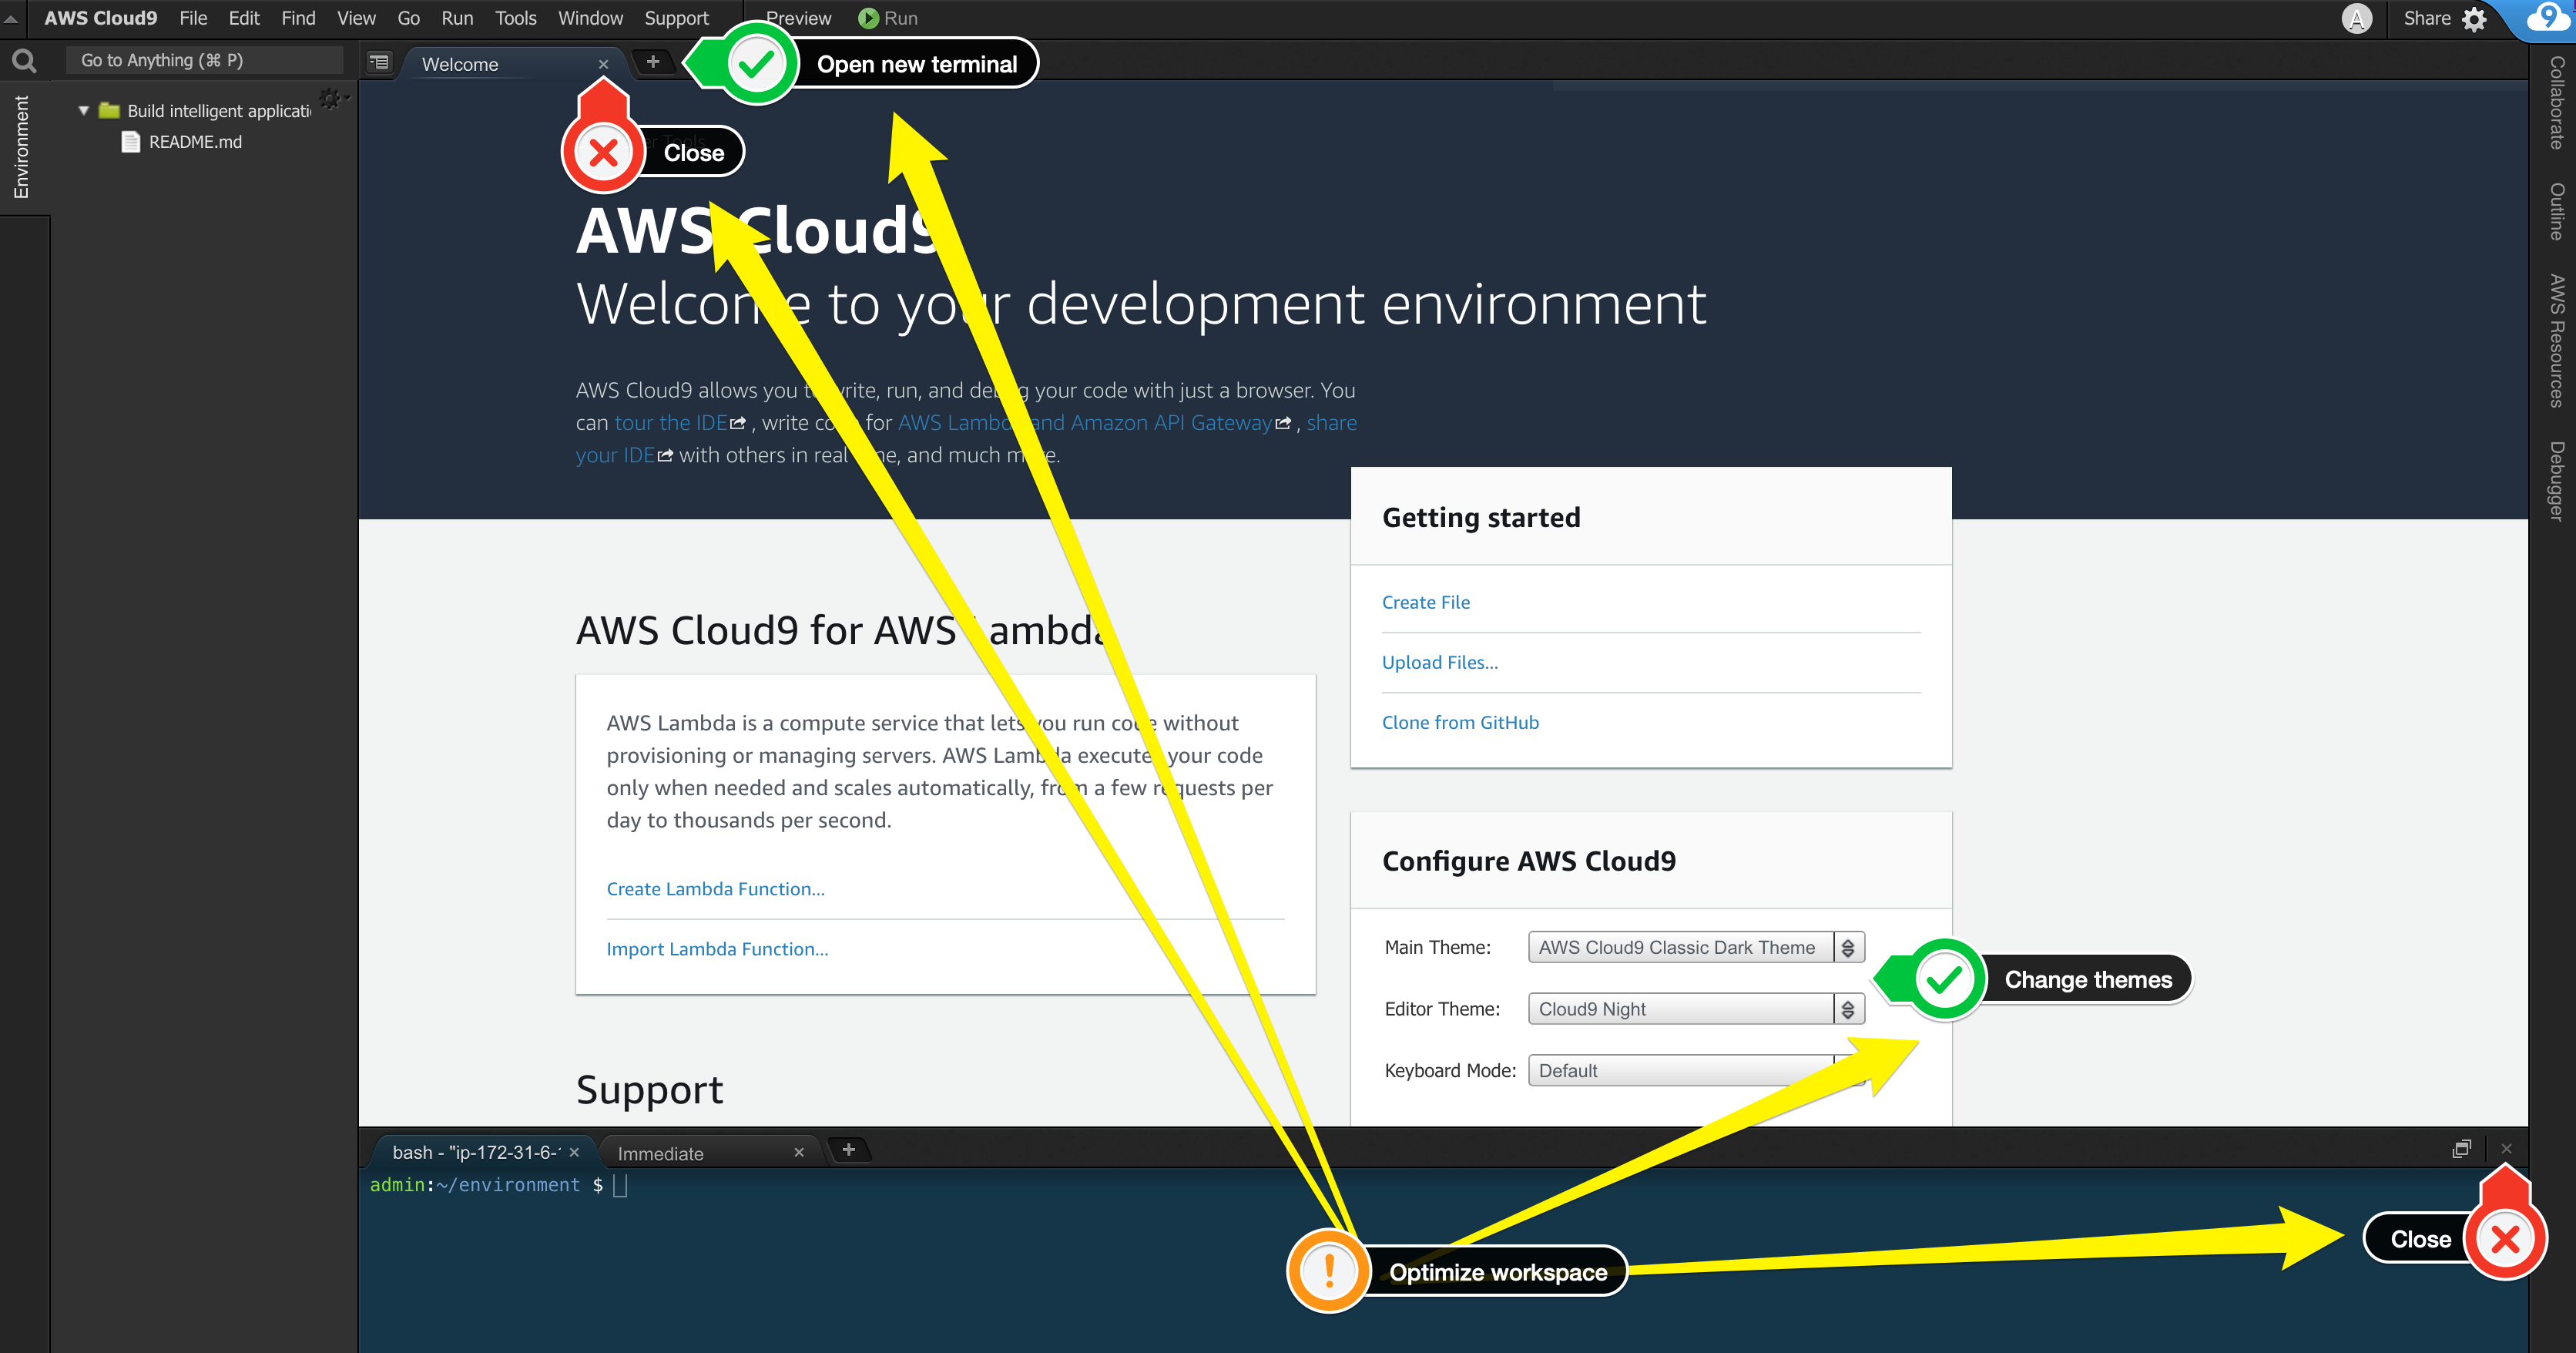 AWS Cloud9 File Edit Find View Go Run Tools Window Support Preview Run A Share 9
Go to Anything (⌘ P)
Welcome
Open new terminal
Environment
Build intelligent applicati
README.md
Close
AWS Cloud9
Welcome to your development environment
AWS Cloud9 allows you to write, run, and debug your code with just a browser. You
can tour the IDE , write code for AWS Lambda and Amazon API Gateway , share
your IDE with others in real time, and much more.
Getting started
Create File
Upload Files...
Clone from GitHub
AWS Cloud9 for AWS Lambda
AWS Lambda is a compute service that lets you run code without
provisioning or managing servers. AWS Lambda executes your code
only when needed and scales automatically, from a few requests per
day to thousands per second.
Create Lambda Function...
Import Lambda Function...
Configure AWS Cloud9
Main Theme: AWS Cloud9 Classic Dark Theme
Editor Theme: Cloud9 Night
Keyboard Mode: Default
Change themes
Support
Collaborate
Outline
AWS Resources
Debugger
bash - "ip-172-31-6-
Immediate
admin:~/environment $
Optimize workspace
Close